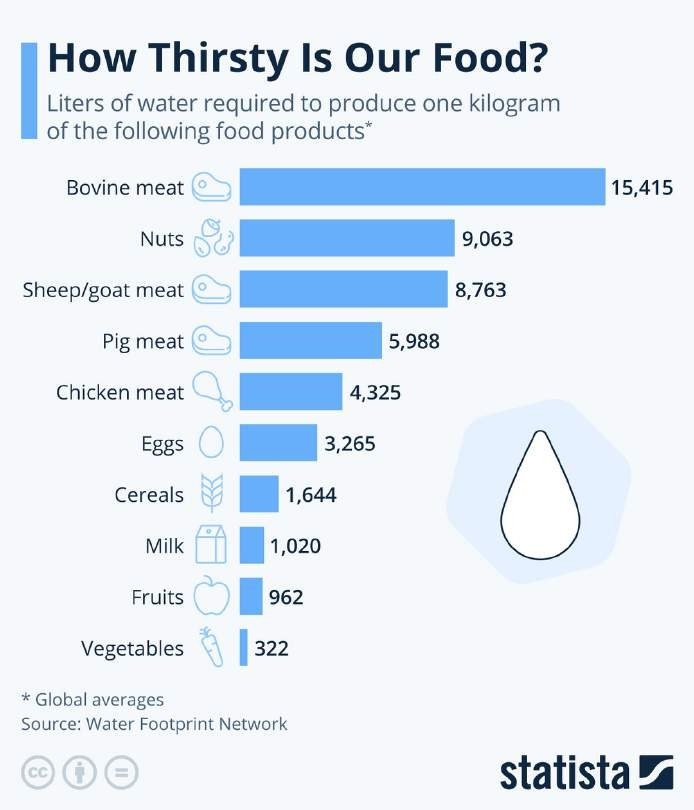 How Thirsty Is Our Food?
Liters of water required to produce one kilogram
of the following food products*
Bovine meat 15,415
Nuts 9,063
Sheep/goat meat 8,763
Pig meat 5,988
Chicken meat 4,325
Eggs 3,265
Cereals 1,644
Milk 1,020
Fruits 962
Vegetables 322
* Global averages
Source: Water Footprint Network
cc
statista